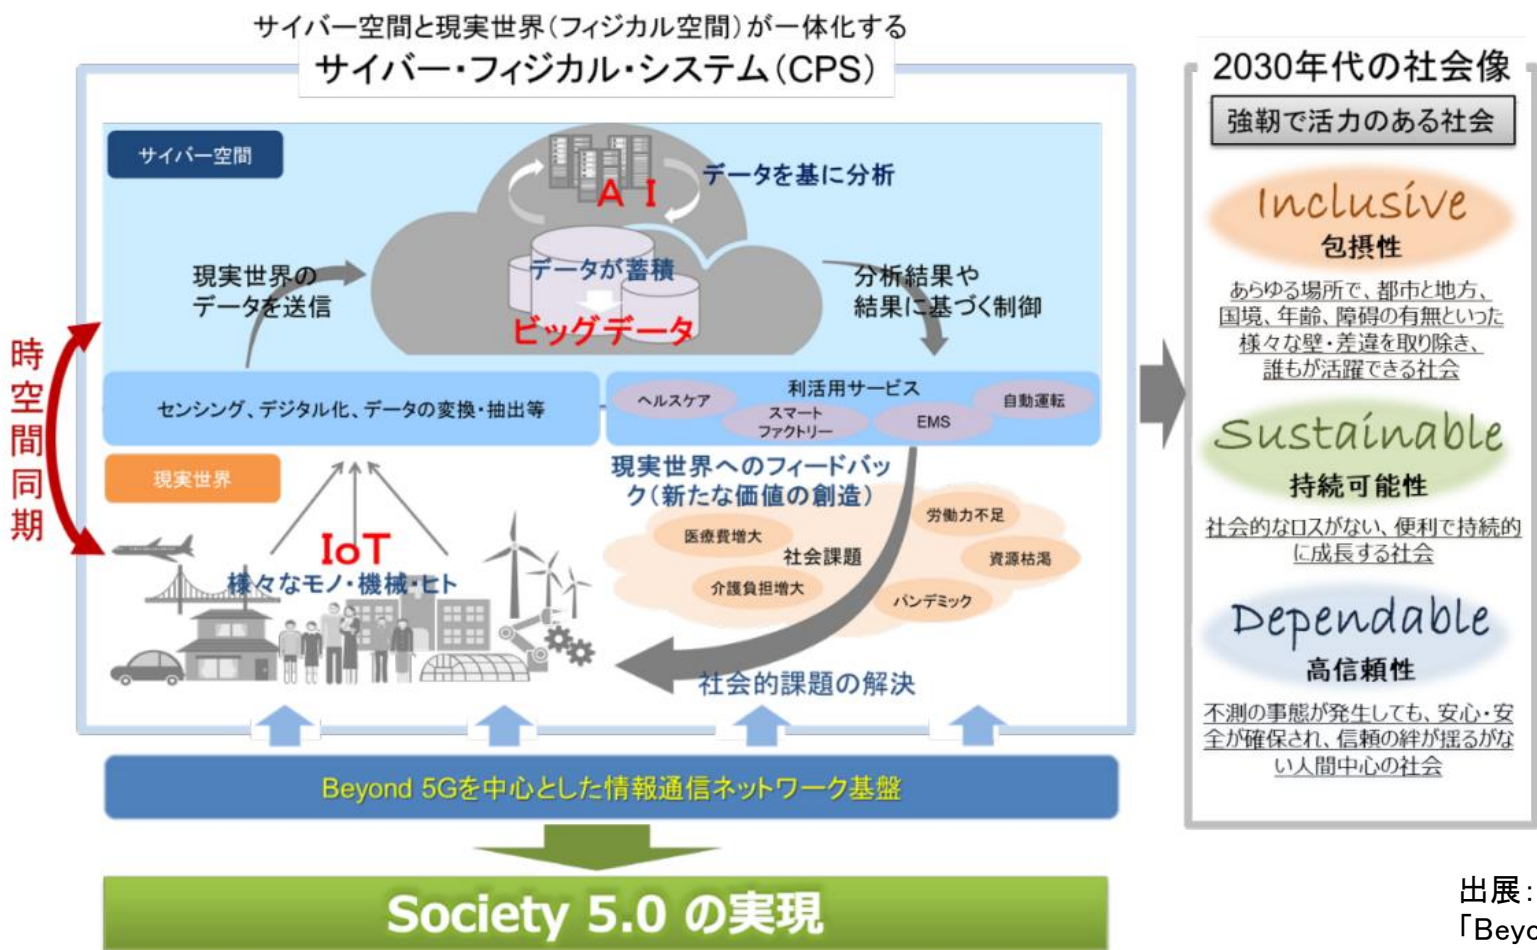 サイバー空間と現実世界(フィジカル空間)が一体化する
サイバー・フィジカル・システム(CPS)
サイバー空間
AI
データを基に分析
現実世界の
データを送信
データが蓄積
ビッグデータ
分析結果や
結果に基づく制御
時空間同期
センシング、デジタル化、データの変換・抽出等
利活用サービス
ヘルスケア
スマート
ファクトリー
EMS
自動運転
現実世界
IoT
様々なモノ・機械・ヒト
現実世界へのフィードバッ
ク(新たな価値の創造)
労働力不足
医療費増大
社会課題
資源枯渇
介護負担増大
パンデミック
社会的課題の解決
Beyond 5Gを中心とした情報通信ネットワーク基盤
Society 5.0 の実現
2030年代の社会像
強靭で活力のある社会
Inclusive
包摂性
あらゆる場所で、都市と地方、
国境、年齢、障碍の有無といった
様々な壁・差違を取り除き、
誰もが活躍できる社会
Sustainable
持続可能性
社会的なロスがない、便利で持続的
に成長する社会
Dependable
高信頼性
不測の事態が発生しても、安心・安
全が確保され、信頼の絆が揺るがな
い人間中心の社会
出展:
「Beyo